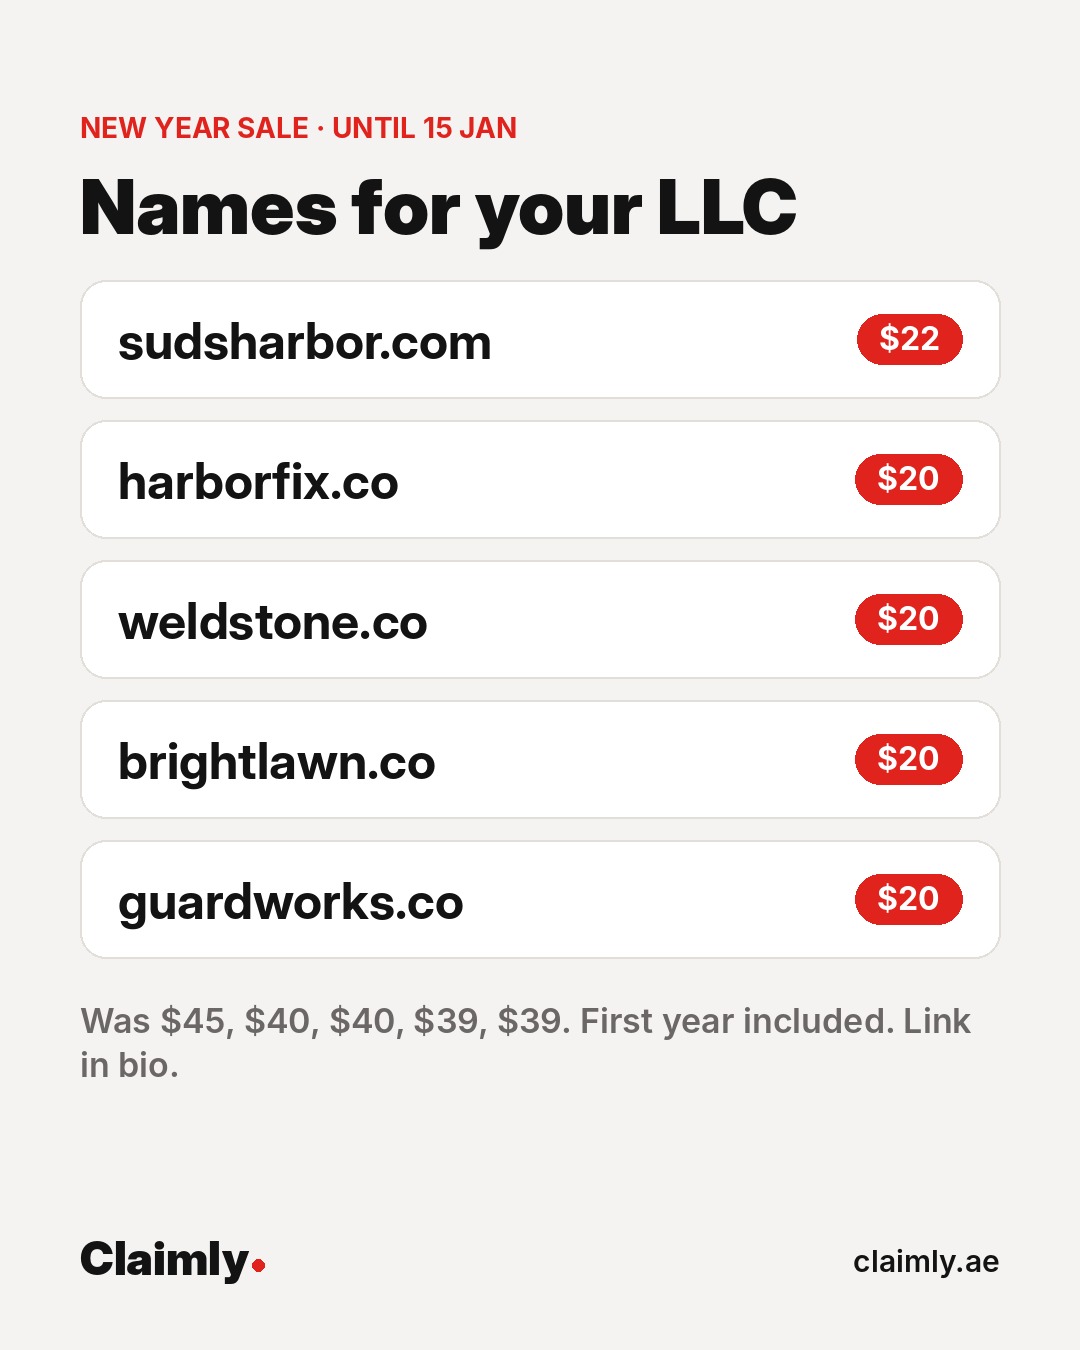 NEW YEAR SALE · UNTIL 15 JAN
Names for your LLC
sudsharbor.com $22
harborfix.co $20
weldstone.co $20
brightlawn.co $20
guardworks.co $20
Was $45, $40, $40, $39, $39. First year included. Link
in bio.
Claimly. claimly.ae